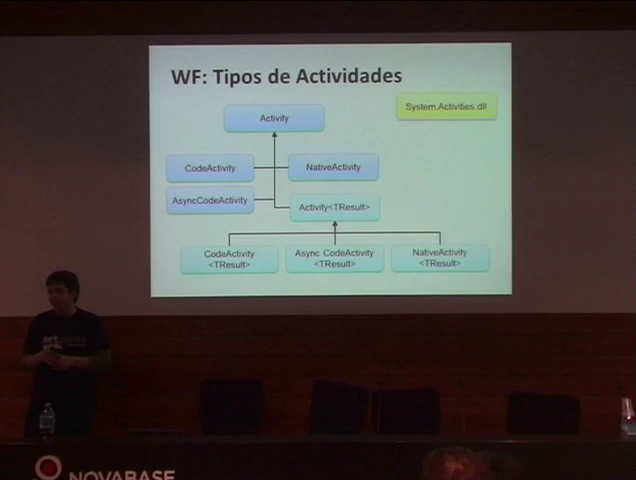 WF: Tipos de Actividades
System.Activities.dll
Activity
CodeActivity
NativeActivity
AsyncCodeActivity
Activity<TResult>
CodeActivity
<TResult>
Async CodeActivity
<TResult>
NativeActivity
<TResult>
NOVABASE